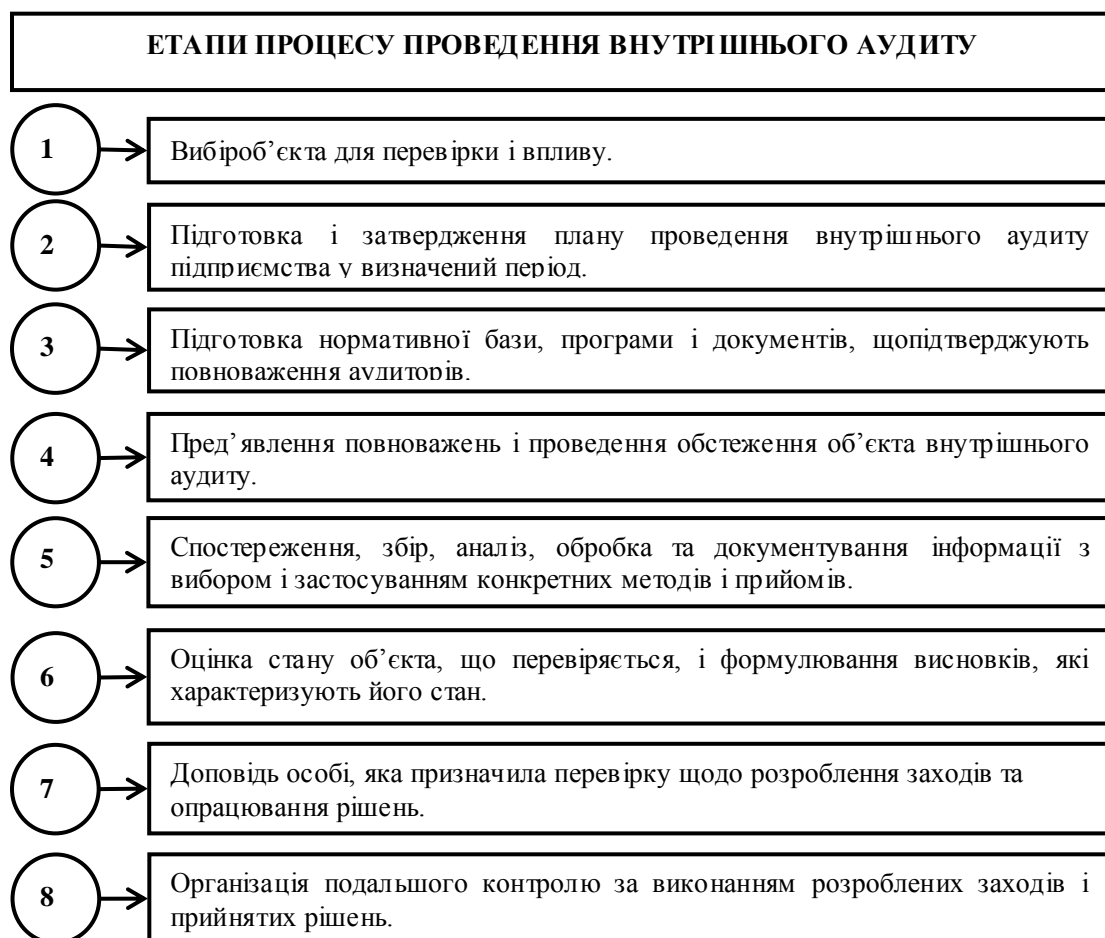 ЕТАПИ ПРОЦЕСУ ПРОВЕДЕННЯ ВНУТРІШНЬОГО АУДИТУ
1
Вибіроб’єкта для перевірки і впливу.
2
Підготовка і затвердження плану проведення внутрішнього аудиту
підприємства у визначений період.
3
Підготовка нормативної бази, програми і документів, щопідтверджують
повноваження аудиторів.
4
Пред’явлення повноважень і проведення обстеження об’єкта внутрішнього
аудиту.
5
Спостереження, збір, аналіз, обробка та документування інформації з
вибором і застосуванням конкретних методів і прийомів.
6
Оцінка стану об’єкта, що перевіряється, і формулювання висновків, які
характеризують його стан.
7
Доповідь особі, яка призначила перевірку щодо розроблення заходів та
опрацювання рішень.
8
Організація подальшого контролю за виконанням розроблених заходів і
прийнятих рішень.